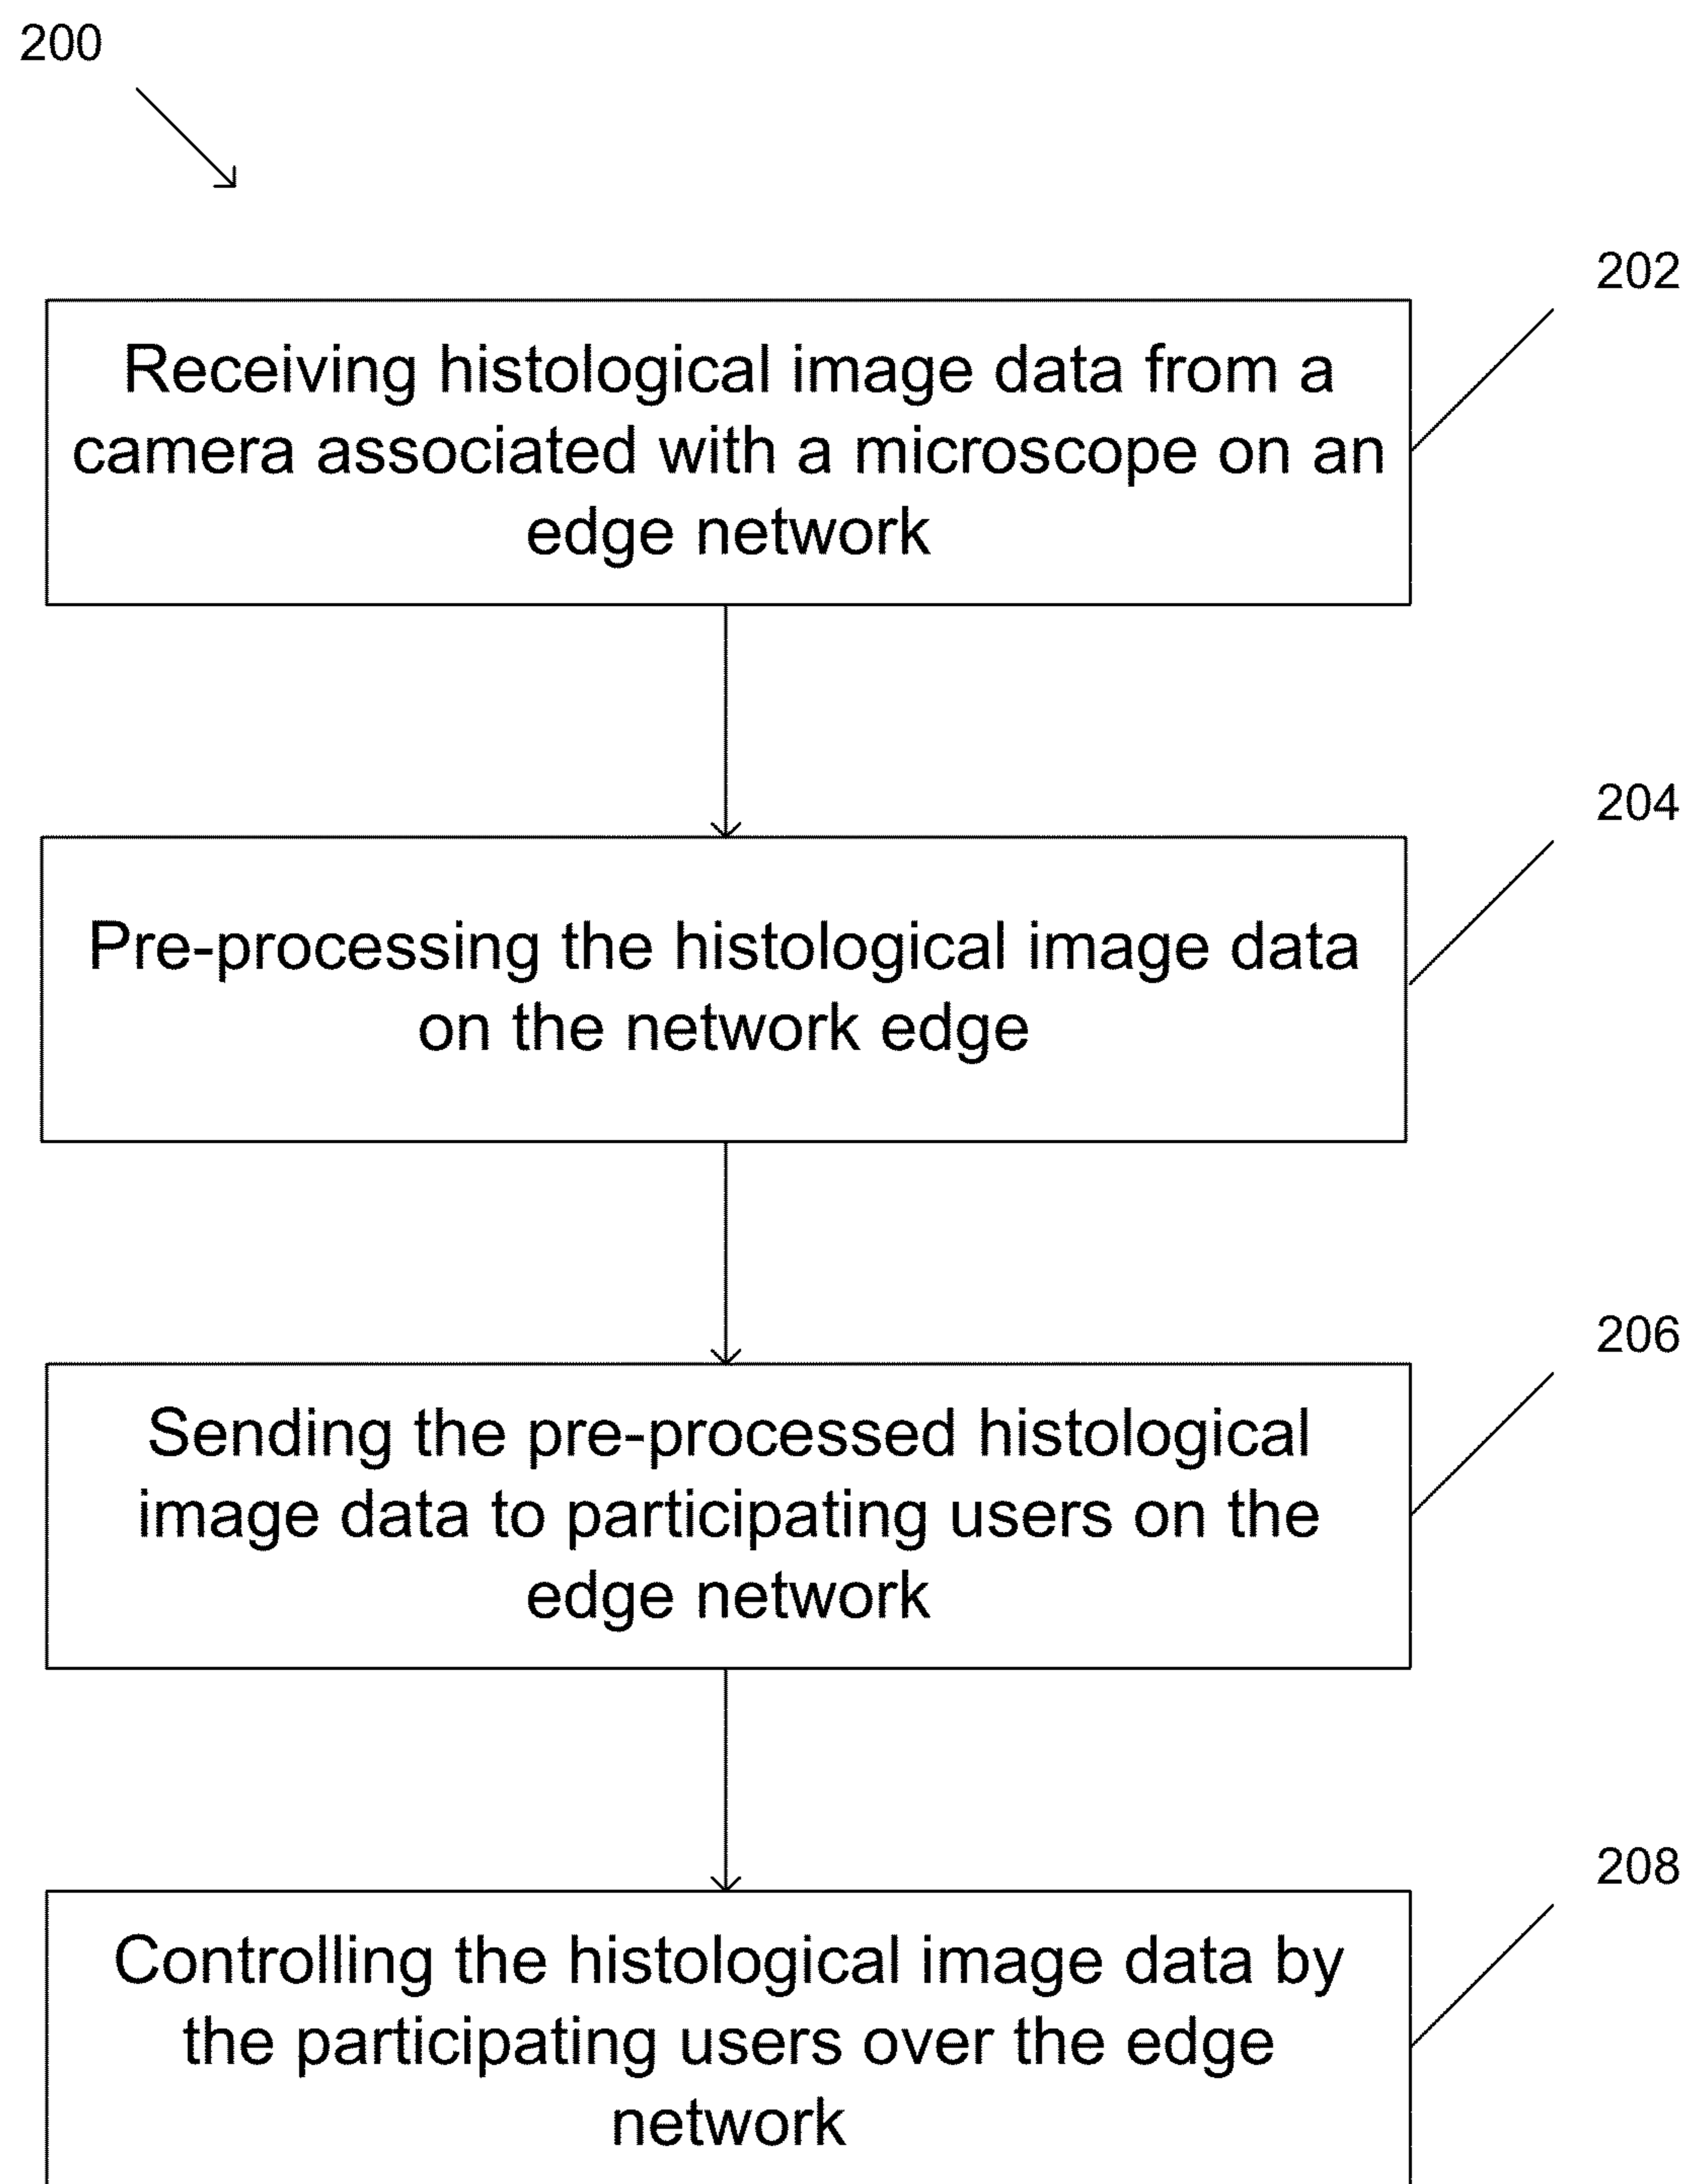 200
202
Receiving histological image data from a
camera associated with a microscope on an
edge network
204
Pre-processing the histological image data
on the network edge
206
Sending the pre-processed histological
image data to participating users on the
edge network
208
Controlling the histological image data by
the participating users over the edge
network